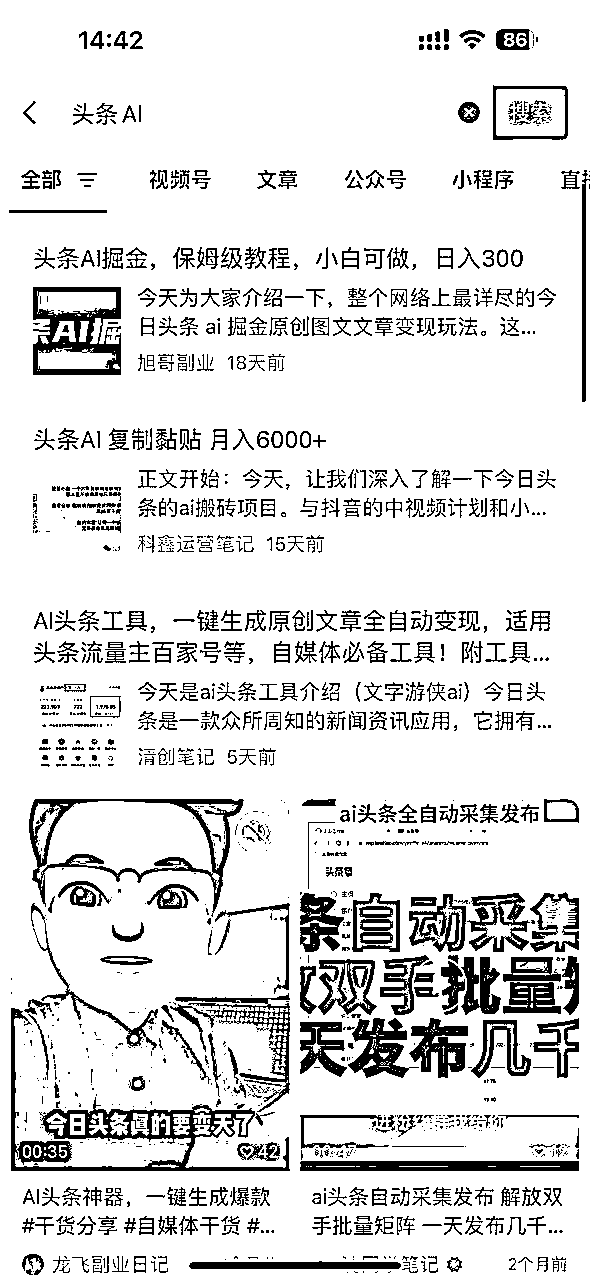 14:42
86
头条AI
搜索
全部 视频号 文章 公众号 小程序 直播
头条AI掘金，保姆级教程，小白可做，日入300
条AI掘
今天为大家介绍一下，整个网络上最详尽的今
日头条 ai 掘金原创图文文章变现玩法。这...
旭哥副业 18天前
头条AI 复制黏贴 月入6000+
正文开始：今天，让我们深入了解一下今日头
条的ai搬砖项目。与抖音的中视频计划和小...
科鑫运营笔记 15天前
AI头条工具，一键生成原创文章全自动变现，适用
头条流量主百家号等，自媒体必备工具！附工具...
今天是ai头条工具介绍（文字游侠ai）今日头
条是一款众所周知的新闻资讯应用，它拥有...
清创笔记 5天前
今日头条真的要变天了
00:35
42
AI头条神器，一键生成爆款
#干货分享 #自媒体干货 #...
龙飞副业日记
ai头条全自动采集发布
头条号
条自动采集
双手批量矩
天发布几千
ai头条自动采集发布 解放双
手批量矩阵 一天发布几千...
笔记
2个月前